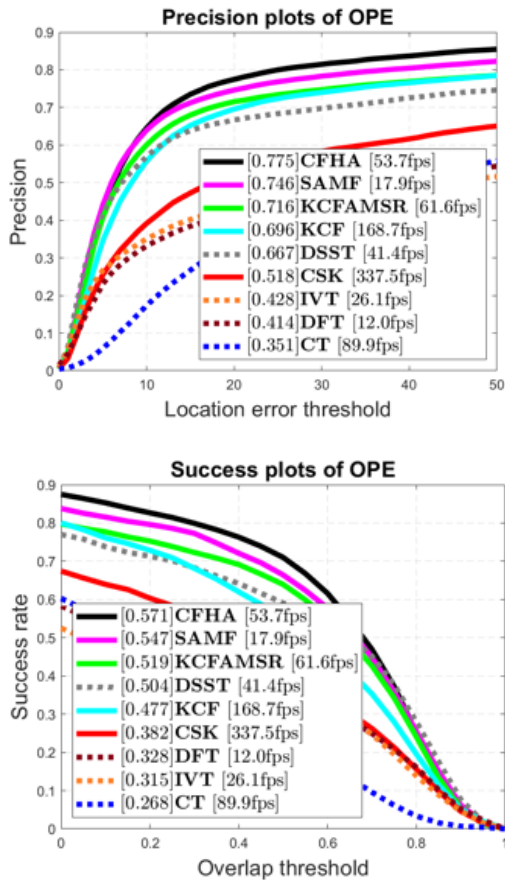 Precision plots of OPE
0.9
0.8
0.7
0.6
0.5
0.4
0.3
0.2
0.1
0
Precision
[0.775]CFHA [53.7fps]
[0.746]SAMF [17.9fps]
[0.716]KCFAMSR [61.6fps]
[0.696]KCF [168.7fps]
[0.667]DSST [41.4fps]
[0.518]CSK [337.5fps]
[0.428]IVT [26.1fps]
[0.414]DFT [12.0fps]
[0.351]CT [89.9fps]
0 10 20 30 40 50
Location error threshold
Success plots of OPE
0.9
0.8
0.7
0.6
0.5
0.4
0.3
0.2
0.1
0
Success rate
[0.571]CFHA [53.7fps]
[0.547]SAMF [17.9fps]
[0.519]KCFAMSR [61.6fps]
[0.504]DSST [41.4fps]
[0.477]KCF [168.7fps]
[0.382]CSK [337.5fps]
[0.328]DFT [12.0fps]
[0.315]IVT [26.1fps]
[0.268]CT [89.9fps]
0 0.2 0.4 0.6 0.8 1
Overlap threshold